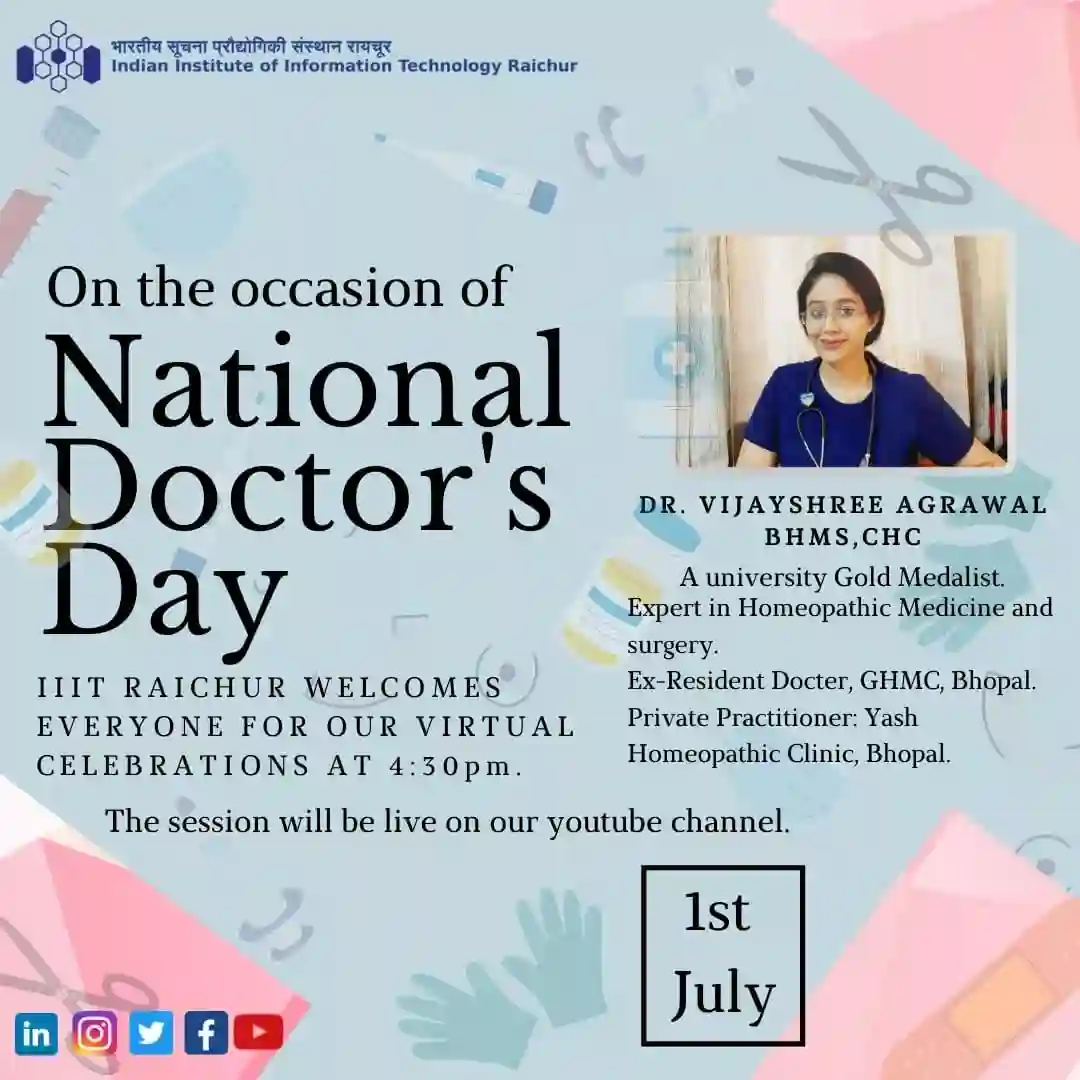 भारतीय सूचना प्रौद्योगिकी संस्थान रायचूर
Indian Institute of Information Technology Raichur
On the occasion of
National
Doctor's
Day
IIIT RAICHUR WELCOMES
EVERYONE FOR OUR VIRTUAL
CELEBRATIONS AT 4:30pm.
DR. VIJAYSHREE AGRAWAL
BHMS,CHC
A university Gold Medalist.
Expert in Homeopathic Medicine and
surgery.
Ex-Resident Docter, GHMC, Bhopal.
Private Practitioner: Yash
Homeopathic Clinic, Bhopal.
The session will be live on our youtube channel.
1st
July
in
f